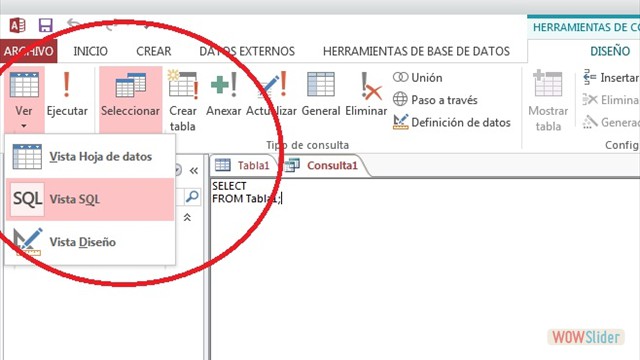 HERRAMIENTAS DE CO
ARCHIVO INICIO CREAR DATOS EXTERNOS HERRAMIENTAS DE BASE DE DATOS DISEÑO
Ver Ejecutar Seleccionar Crear tabla Anexar Actualizar General Eliminar
Unión
Paso a través
Definición de datos
Mostrar tabla
Insertar
Elimina
Generac
Tipo de consulta
Config
Vista Hoja de datos
SQL Vista SQL
Vista Diseño
Tabla1 Consulta1
SELECT
FROM Tabla1;
WOWSlider